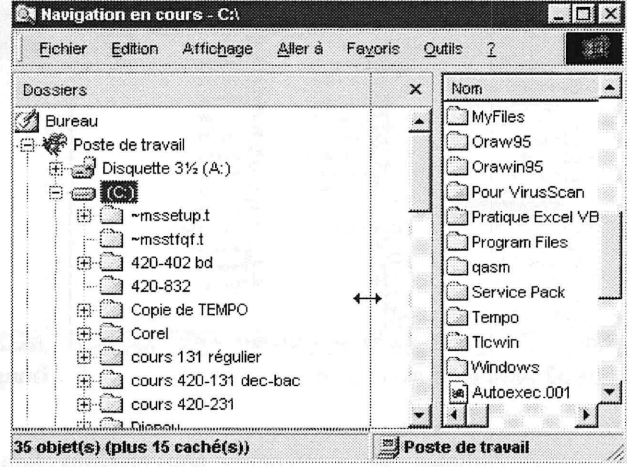 Navigation en cours - C:\
Fichier Edition Affichage Aller à Favoris Outils ?
Dossiers
Bureau
Poste de travail
Disquette 3½ (A:)
(C:)
~mssetup.t
~msstfqf.t
420-402 bd
420-832
Copie de TEMPO
Corel
cours 131 régulier
cours 420-131 dec-bac
cours 420-231
Nom
MyFiles
Oraw95
Orawin95
Pour VirusScan
Pratique Excel VB
Program Files
qasm
Service Pack
Tempo
Tlcwin
Windows
Autoexec.001
35 objet(s) (plus 15 caché(s))
Poste de travail